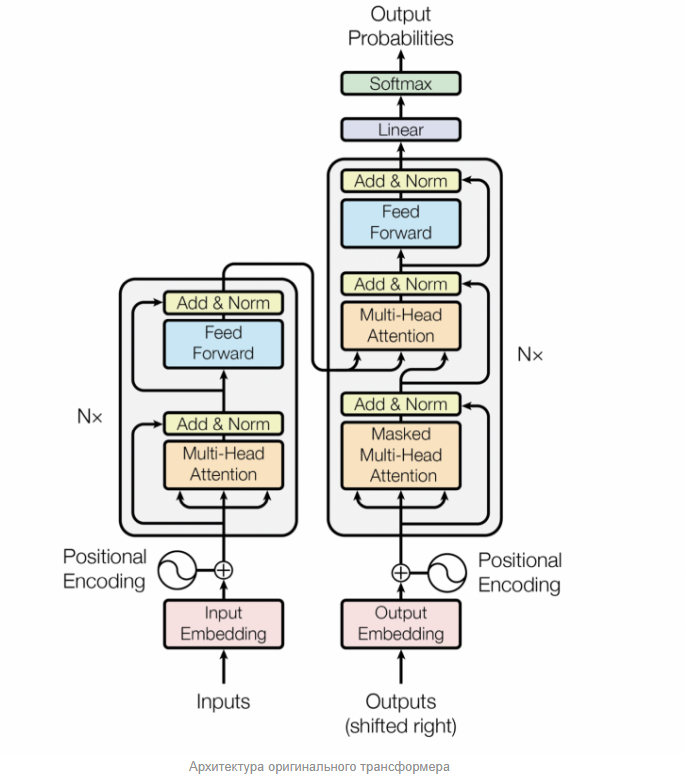 Output
Probabilities
Softmax
Linear
Add & Norm
Feed
Forward
Add & Norm
Multi-Head
Attention
Nx
Add & Norm
Masked
Multi-Head
Attention
Positional
Encoding
Output
Embedding
Outputs
(shifted right)
Add & Norm
Feed
Forward
Nx
Add & Norm
Multi-Head
Attention
Positional
Encoding
Input
Embedding
Inputs
Архитектура оригинального трансформера